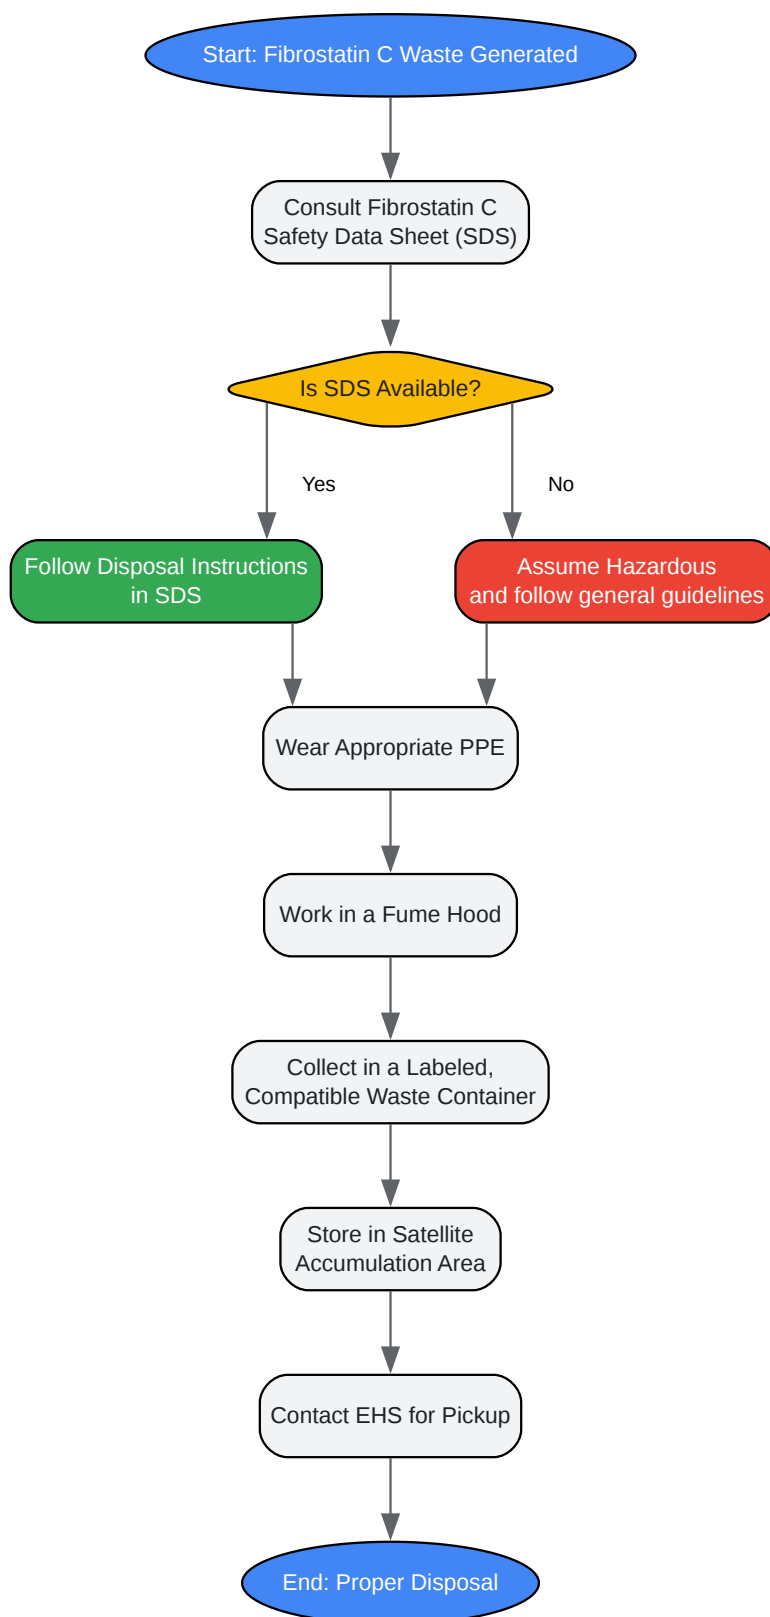 Start: Fibrostatin C Waste Generated
Consult Fibrostatin C
Safety Data Sheet (SDS)
Is SDS Available?
Yes
No
Follow Disposal Instructions
in SDS
Assume Hazardous
and follow general guidelines
Wear Appropriate PPE
Work in a Fume Hood
Collect in a Labeled,
Compatible Waste Container
Store in Satellite
Accumulation Area
Contact EHS for Pickup
End: Proper Disposal